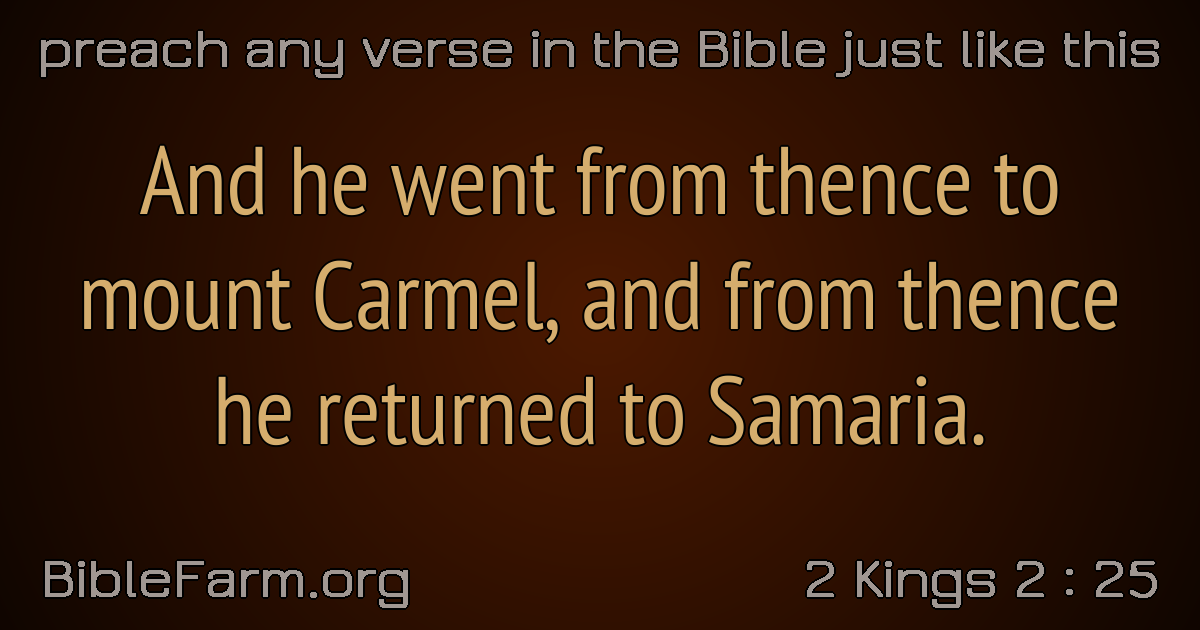 preach any verse in the Bible just like this
And he went from thence to
mount Carmel, and from thence
he returned to Samaria.
BibleFarm.org
2 Kings 2 : 25